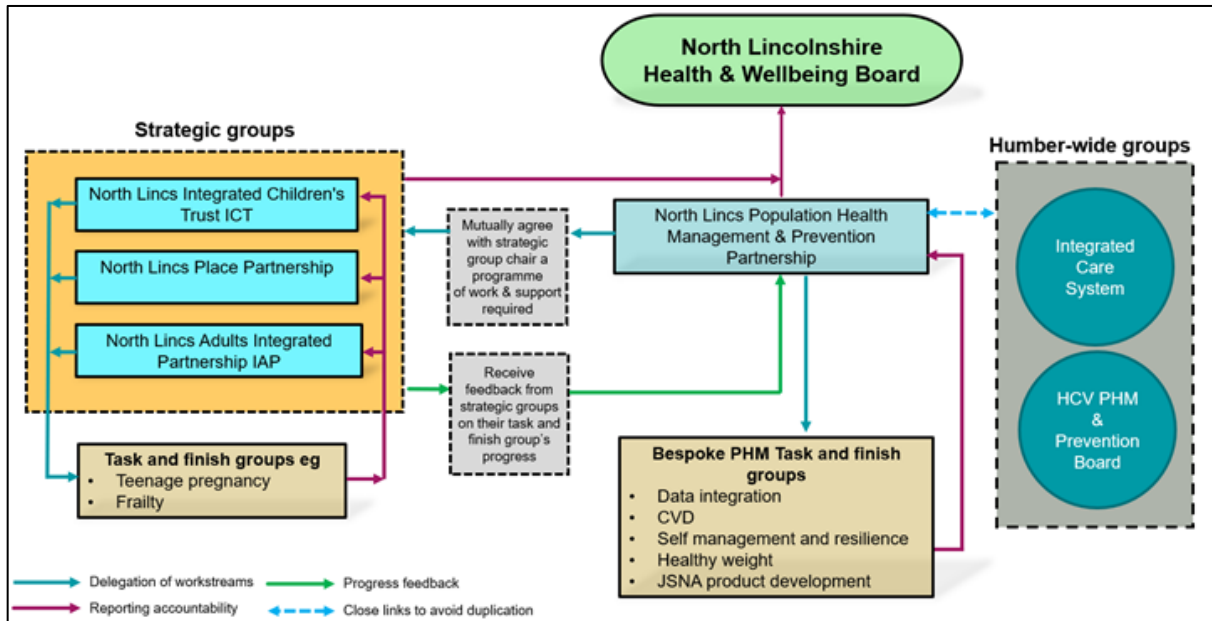 North Lincolnshire
Health & Wellbeing Board
Strategic groups
North Lincs Integrated Children's
Trust ICT
North Lincs Place Partnership
North Lincs Adults Integrated
Partnership IAP
Task and finish groups eg
• Teenage pregnancy
• Frailty
Mutually agree
with strategic
group chair a
programme
of work & support
required
Receive
feedback from
strategic groups
on their task and
finish group's
progress
North Lincs Population Health
Management & Prevention
Partnership
Bespoke PHM Task and finish
groups
• Data integration
• CVD
• Self management and resilience
• Healthy weight
• JSNA product development
Humber-wide groups
Integrated
Care
System
HCV PHM
&
Prevention
Board
Delegation of workstreams
Progress feedback
Reporting accountability
Close links to avoid duplication